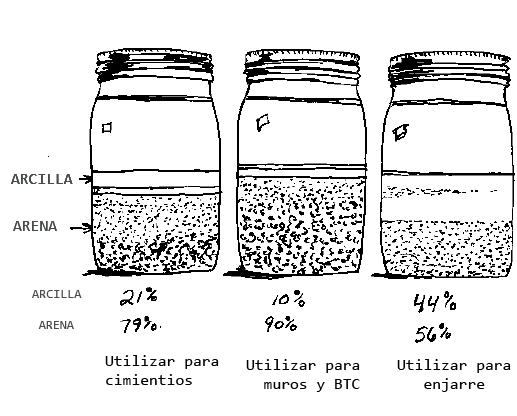 ARCILLA
ARENA
ARCILLA 21% 10% 44%
ARENA 79%. 90% 56%
Utilizar para
cimientios
Utilizar para
muros y BTC
Utilizar para
enjarre